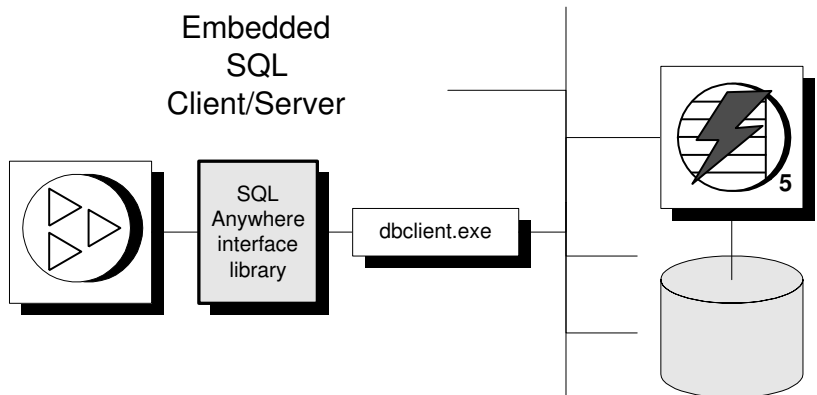 Embedded
SQL
Client/Server
SQL
Anywhere
interface
library
dbclient.exe
5